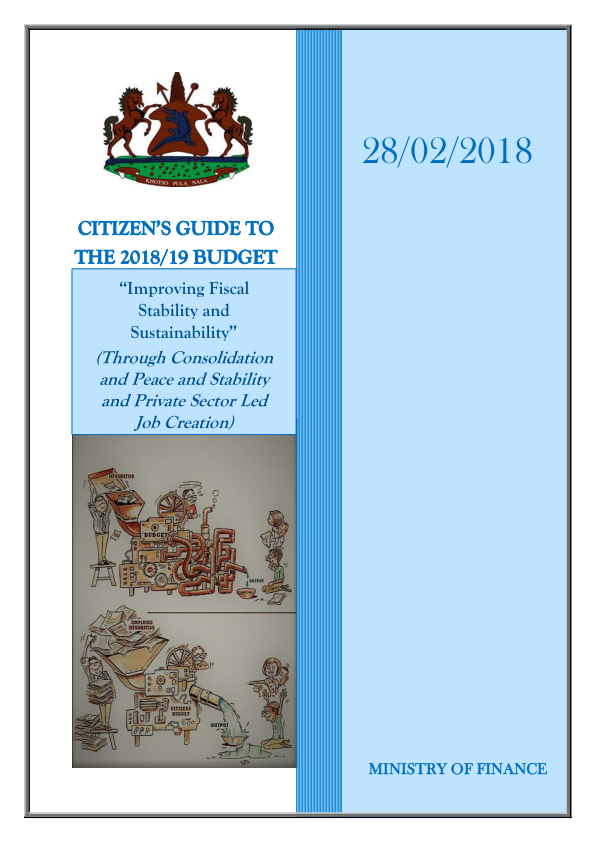 KHOTSO PULA NALA
28/02/2018
CITIZEN’S GUIDE TO
THE 2018/19 BUDGET
“Improving Fiscal
Stability and
Sustainability”
(Through Consolidation
and Peace and Stability
and Private Sector Led
Job Creation)
INFORMATION
BUDGET
OUTPUT
SIMPLIFIED
INFORMATION
CITIZENS
BUDGET
OUTPUT
MINISTRY OF FINANCE